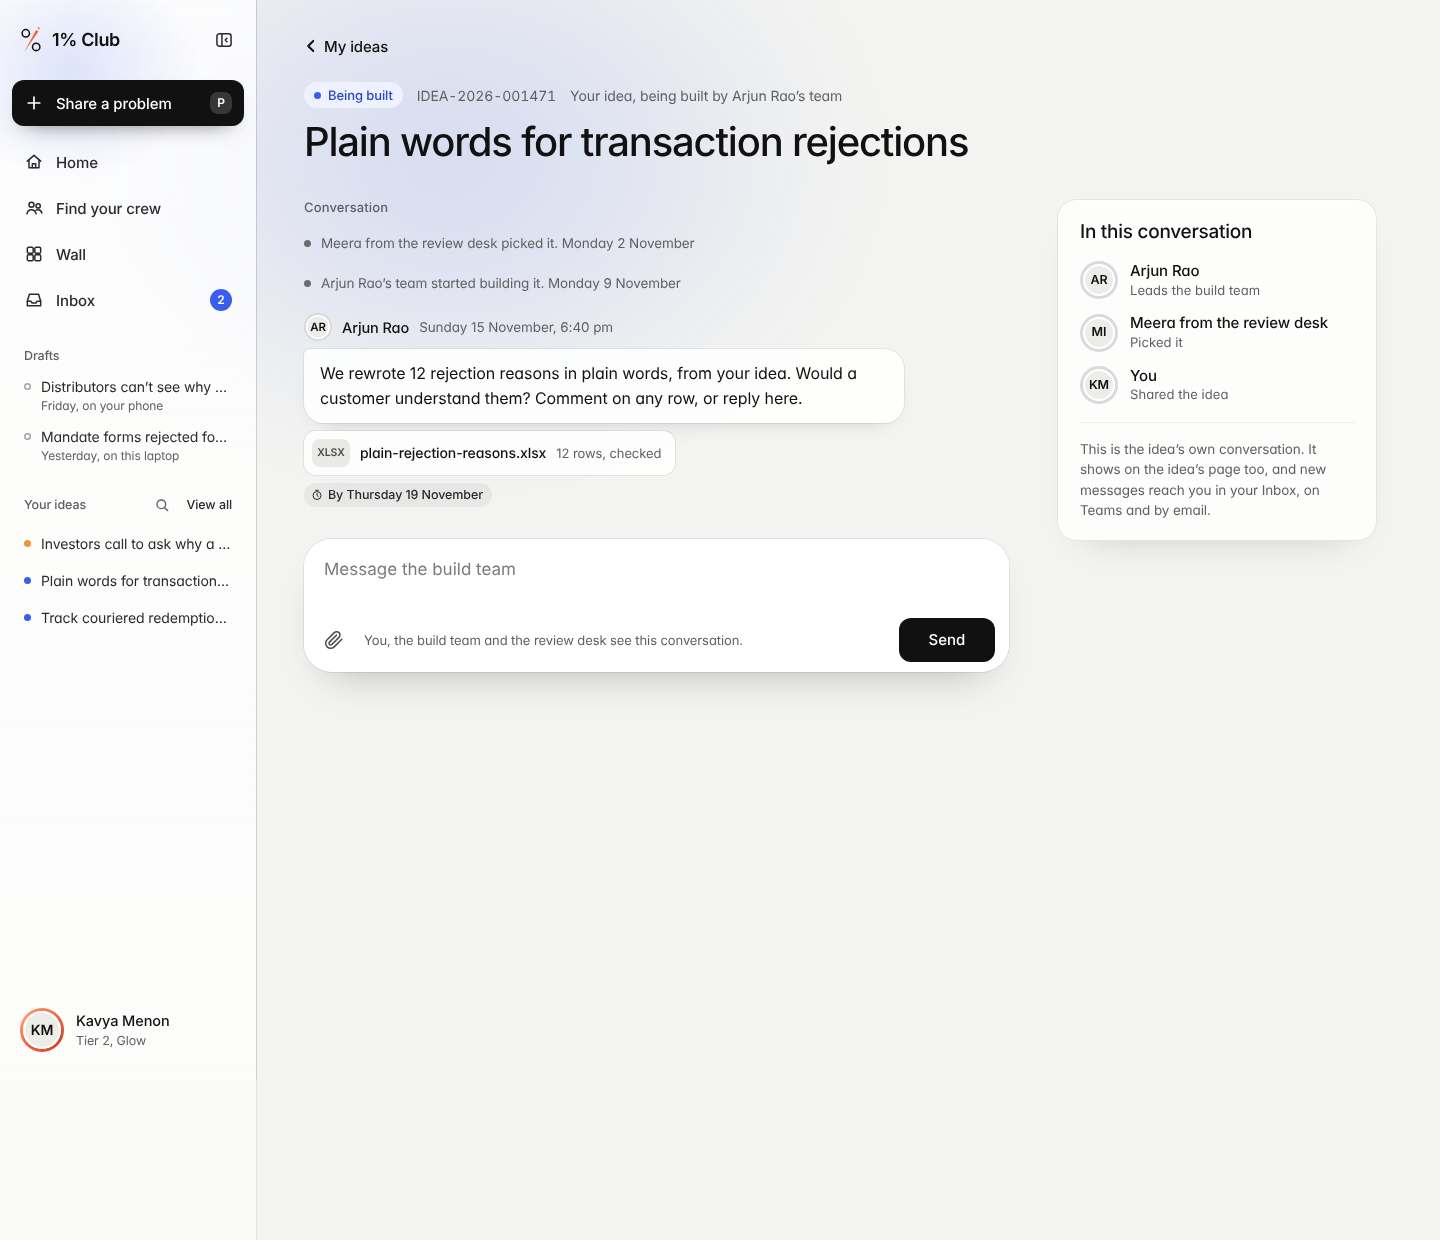 1% Club
Share a problem P
Home
Find your crew
Wall
Inbox 2
Drafts
Distributors can’t see why ...
Friday, on your phone
Mandate forms rejected fo...
Yesterday, on this laptop
Your ideas View all
Investors call to ask why a ...
Plain words for transaction...
Track couriered redemptio...
KM
Kavya Menon
Tier 2, Glow
My ideas
Being built IDEA-2026-001471 Your idea, being built by Arjun Rao’s team
Plain words for transaction rejections
Conversation
Meera from the review desk picked it. Monday 2 November
Arjun Rao’s team started building it. Monday 9 November
AR Arjun Rao Sunday 15 November, 6:40 pm
We rewrote 12 rejection reasons in plain words, from your idea. Would a
customer understand them? Comment on any row, or reply here.
XLSX plain-rejection-reasons.xlsx 12 rows, checked
By Thursday 19 November
Message the build team
You, the build team and the review desk see this conversation.
Send
In this conversation
AR
Arjun Rao
Leads the build team
MI
Meera from the review desk
Picked it
KM
You
Shared the idea
This is the idea’s own conversation. It
shows on the idea’s page too, and new
messages reach you in your Inbox, on
Teams and by email.